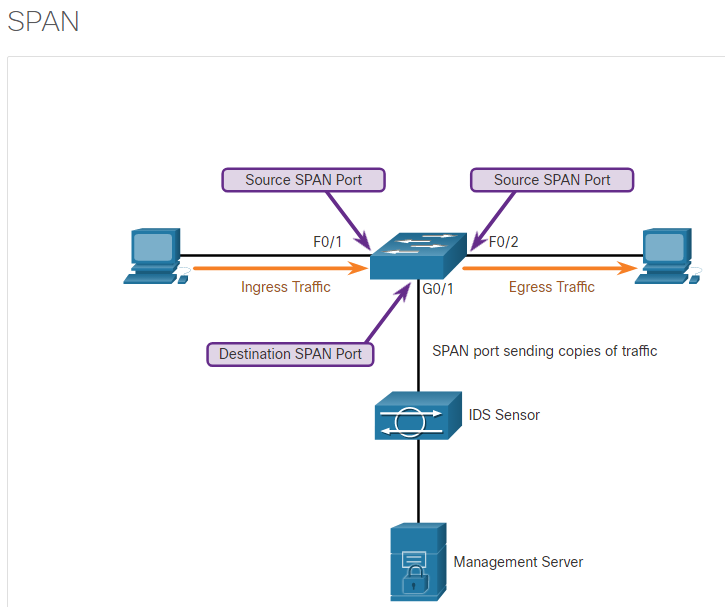 SPAN
Source SPAN Port
Source SPAN Port
F0/1
F0/2
Ingress Traffic
G0/1
Egress Traffic
Destination SPAN Port
SPAN port sending copies of traffic
IDS Sensor
Management Server